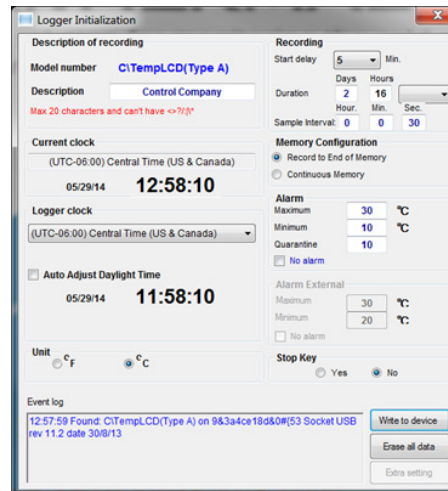 Logger Initialization
Description of recording
Model number C\TempLCD(Type A)
Description Control Company
Max 20 characters and can't have <>?/:|\*
Current clock
(UTC-06:00) Central Time (US & Canada)
05/29/14 12:58:10
Logger clock
(UTC-06:00) Central Time (US & Canada)
Auto Adjust Daylight Time
05/29/14 11:58:10
Unit
°F °C
Recording
Start delay 5 Min.
Days Hours
Duration 2 16
Hour. Min. Sec.
Sample Interval: 0 0 30
Memory Configuration
Record to End of Memory
Continuous Memory
Alarm
Maximum 30 °C
Minimum 10 °C
Quarantine 10
No alarm
Alarm External
Maximum 30 °C
Minimum 20 °C
No alarm
Stop Key
Yes No
Event log
12:57:59 Found: C\TempLCD(Type A) on 9&3a4ce18d&0#{53 Socket USB
rev 11.2 date 30/8/13
Write to device
Erase all data
Extra setting